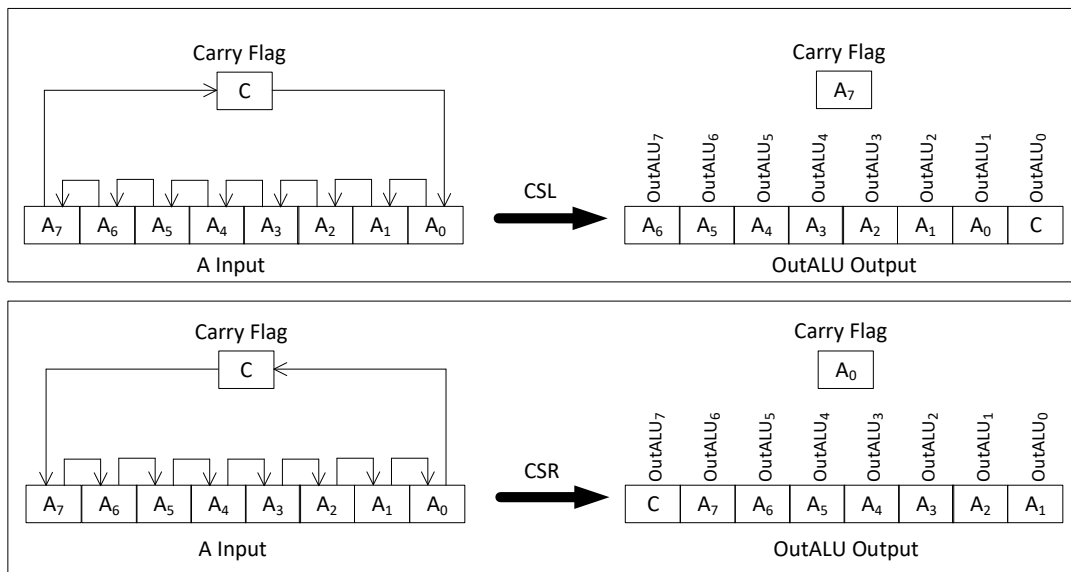 Carry Flag
C
A₇ A₆ A₅ A₄ A₃ A₂ A₁ A₀
A Input
CSL
Carry Flag
A₇
OutALU₇ OutALU₆ OutALU₅ OutALU₄ OutALU₃ OutALU₂ OutALU₁ OutALU₀
A₆ A₅ A₄ A₃ A₂ A₁ A₀ C
OutALU Output
Carry Flag
C
A₇ A₆ A₅ A₄ A₃ A₂ A₁ A₀
A Input
CSR
Carry Flag
A₀
OutALU₇ OutALU₆ OutALU₅ OutALU₄ OutALU₃ OutALU₂ OutALU₁ OutALU₀
C A₇ A₆ A₅ A₄ A₃ A₂ A₁
OutALU Output